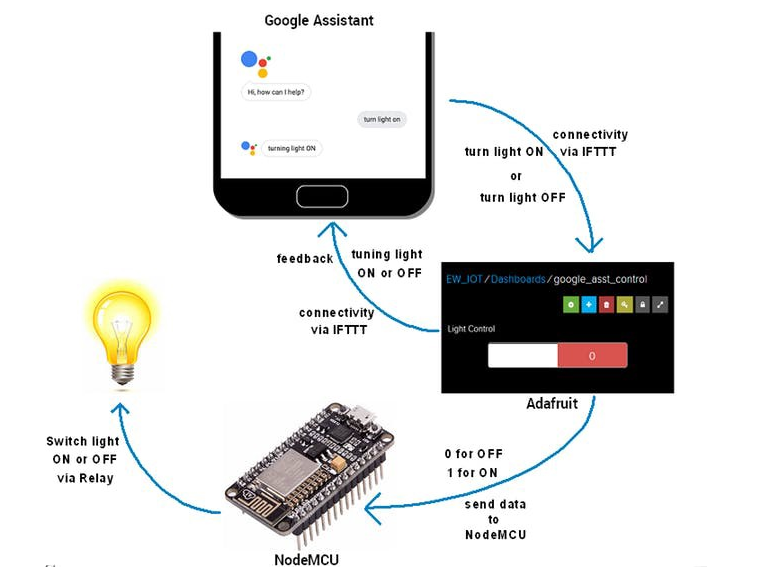 Google Assistant
Hi, how can I help?
turn light on
turning light ON
connectivity
via IFTTT
turn light ON
or
turn light OFF
feedback
tuning light
ON or OFF
connectivity
via IFTTT
EW_IOT/Dashboards/google_asst_control
Light Control
0
Adafruit
Switch light
ON or OFF
via Relay
0 for OFF
1 for ON
send data
to
NodeMCU
NodeMCU